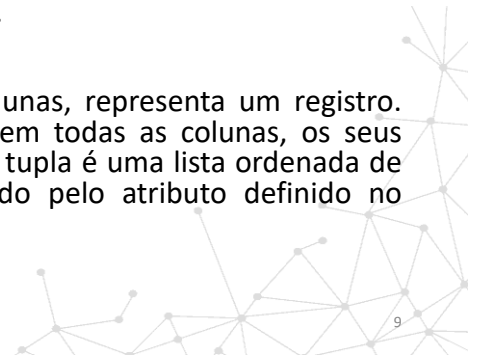 unas, representa um registro.
em todas as colunas, os seus
tupla é uma lista ordenada de
do pelo atributo definido no
9